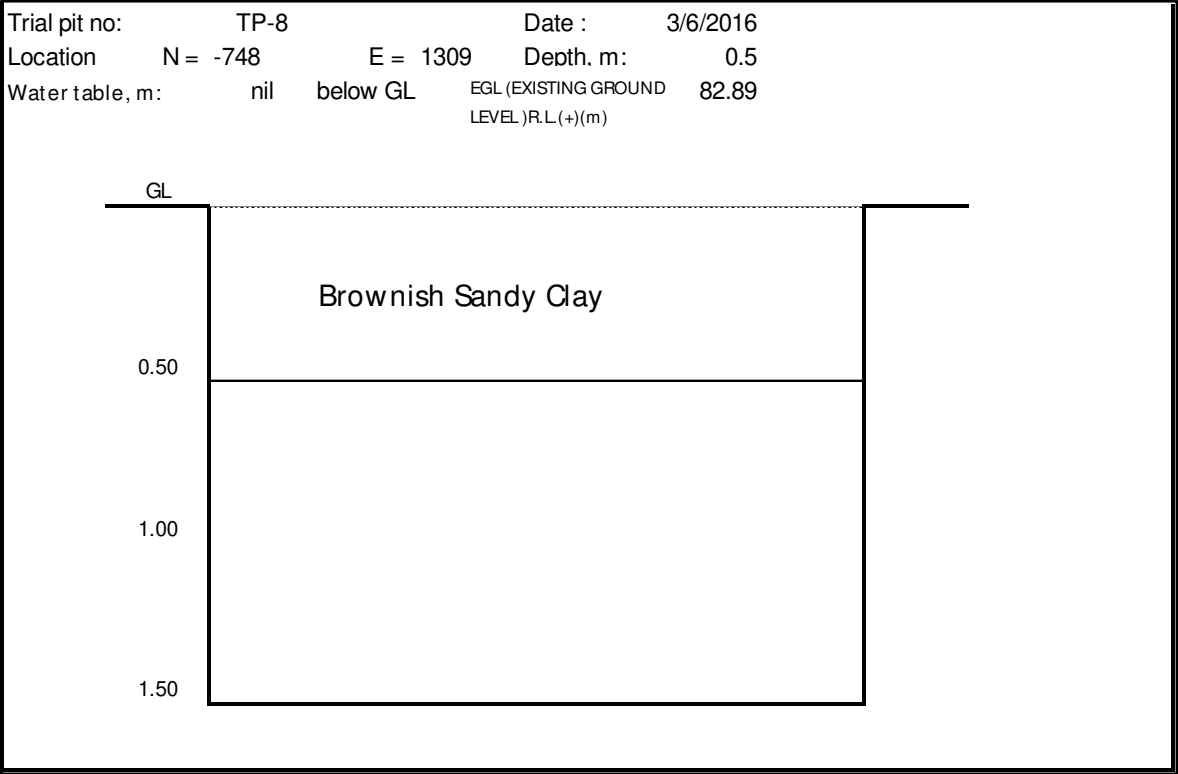 Trial pit no: TP-8 Date : 3/6/2016
Location N = -748 E = 1309 Depth, m: 0.5
Water table, m: nil below GL EGL (EXISTING GROUND 82.89
LEVEL )R.L.(+)(m)
GL
Brownish Sandy Clay
0.50
1.00
1.50